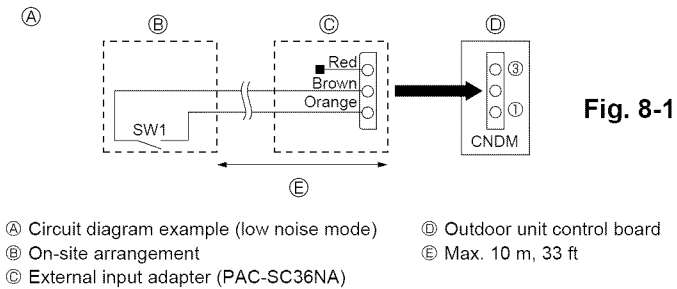 Ⓐ
Ⓑ
Ⓒ
Ⓓ
Red
Brown
Orange
SW1
③
①
CNDM
Fig. 8-1
Ⓔ
Ⓐ Circuit diagram example (low noise mode)
Ⓑ On-site arrangement
Ⓒ External input adapter (PAC-SC36NA)
Ⓓ Outdoor unit control board
Ⓔ Max. 10 m, 33 ft